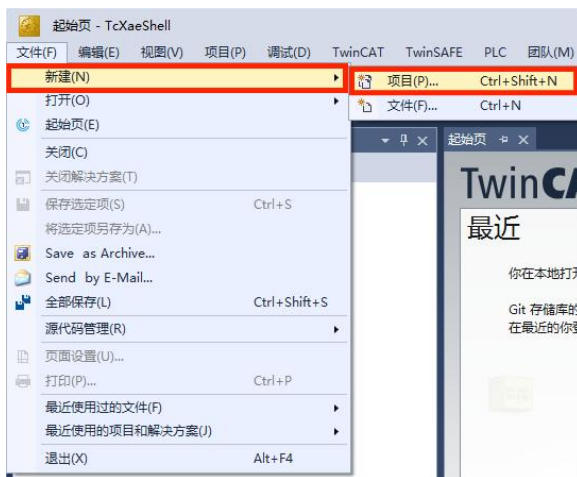 起始页 - TcXaeShell
文件(F) 编辑(E) 视图(V) 项目(P) 调试(D) TwinCAT TwinSAFE PLC 团队(M)
新建(N)
项目(P)... Ctrl+Shift+N
打开(O)
文件(F)... Ctrl+N
起始页(E)
关闭(C)
起始页
关闭解决方案(T)
保存选定项(S) Ctrl+S
TwinCA
将选定项另存为(A)...
最近
Save as Archive...
Send by E-Mail...
你在本地打开
全部保存(L) Ctrl+Shift+S
Git 存储库的
源代码管理(R)
在最近的你
页面设置(U)...
打印(P)... Ctrl+P
最近使用过的文件(F)
最近使用的项目和解决方案(J)
退出(X) Alt+F4